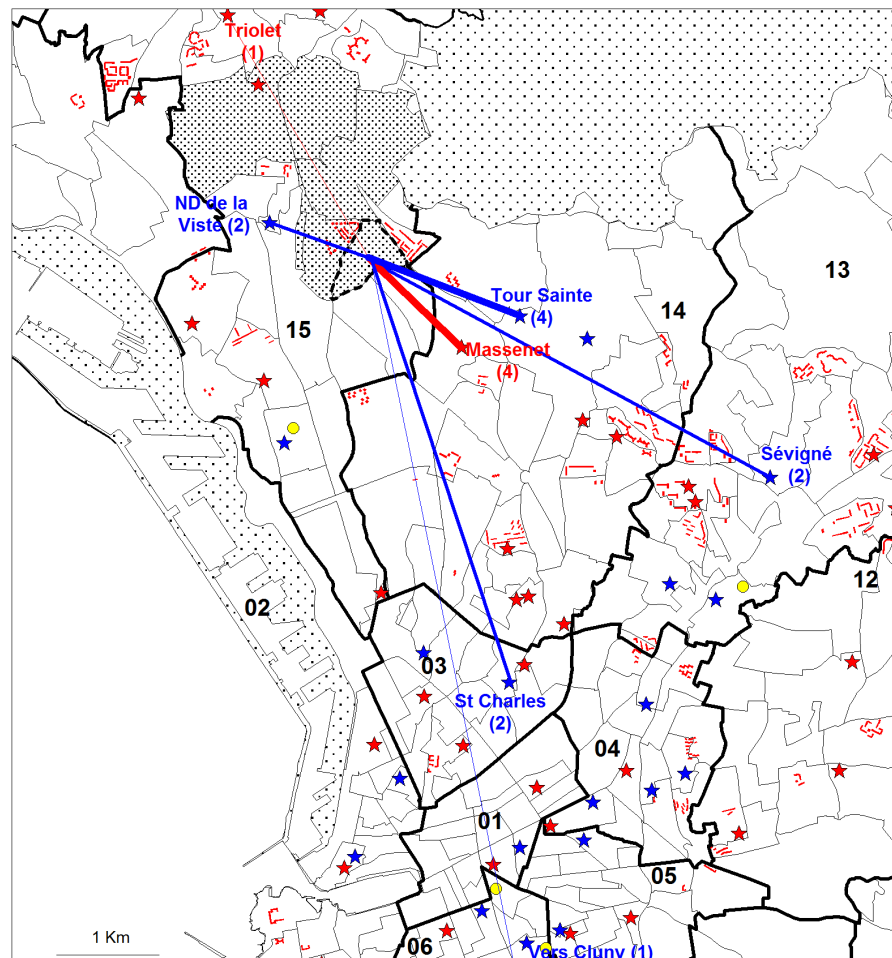 Triolet
(1)
ND de la
Viste (2)
13
Tour Sainte
(4)
14
15
Massenet
(4)
Sévigné
(2)
12
02
03
St Charles
(2)
04
01
05
06
Vers Cluny (1)
1 Km